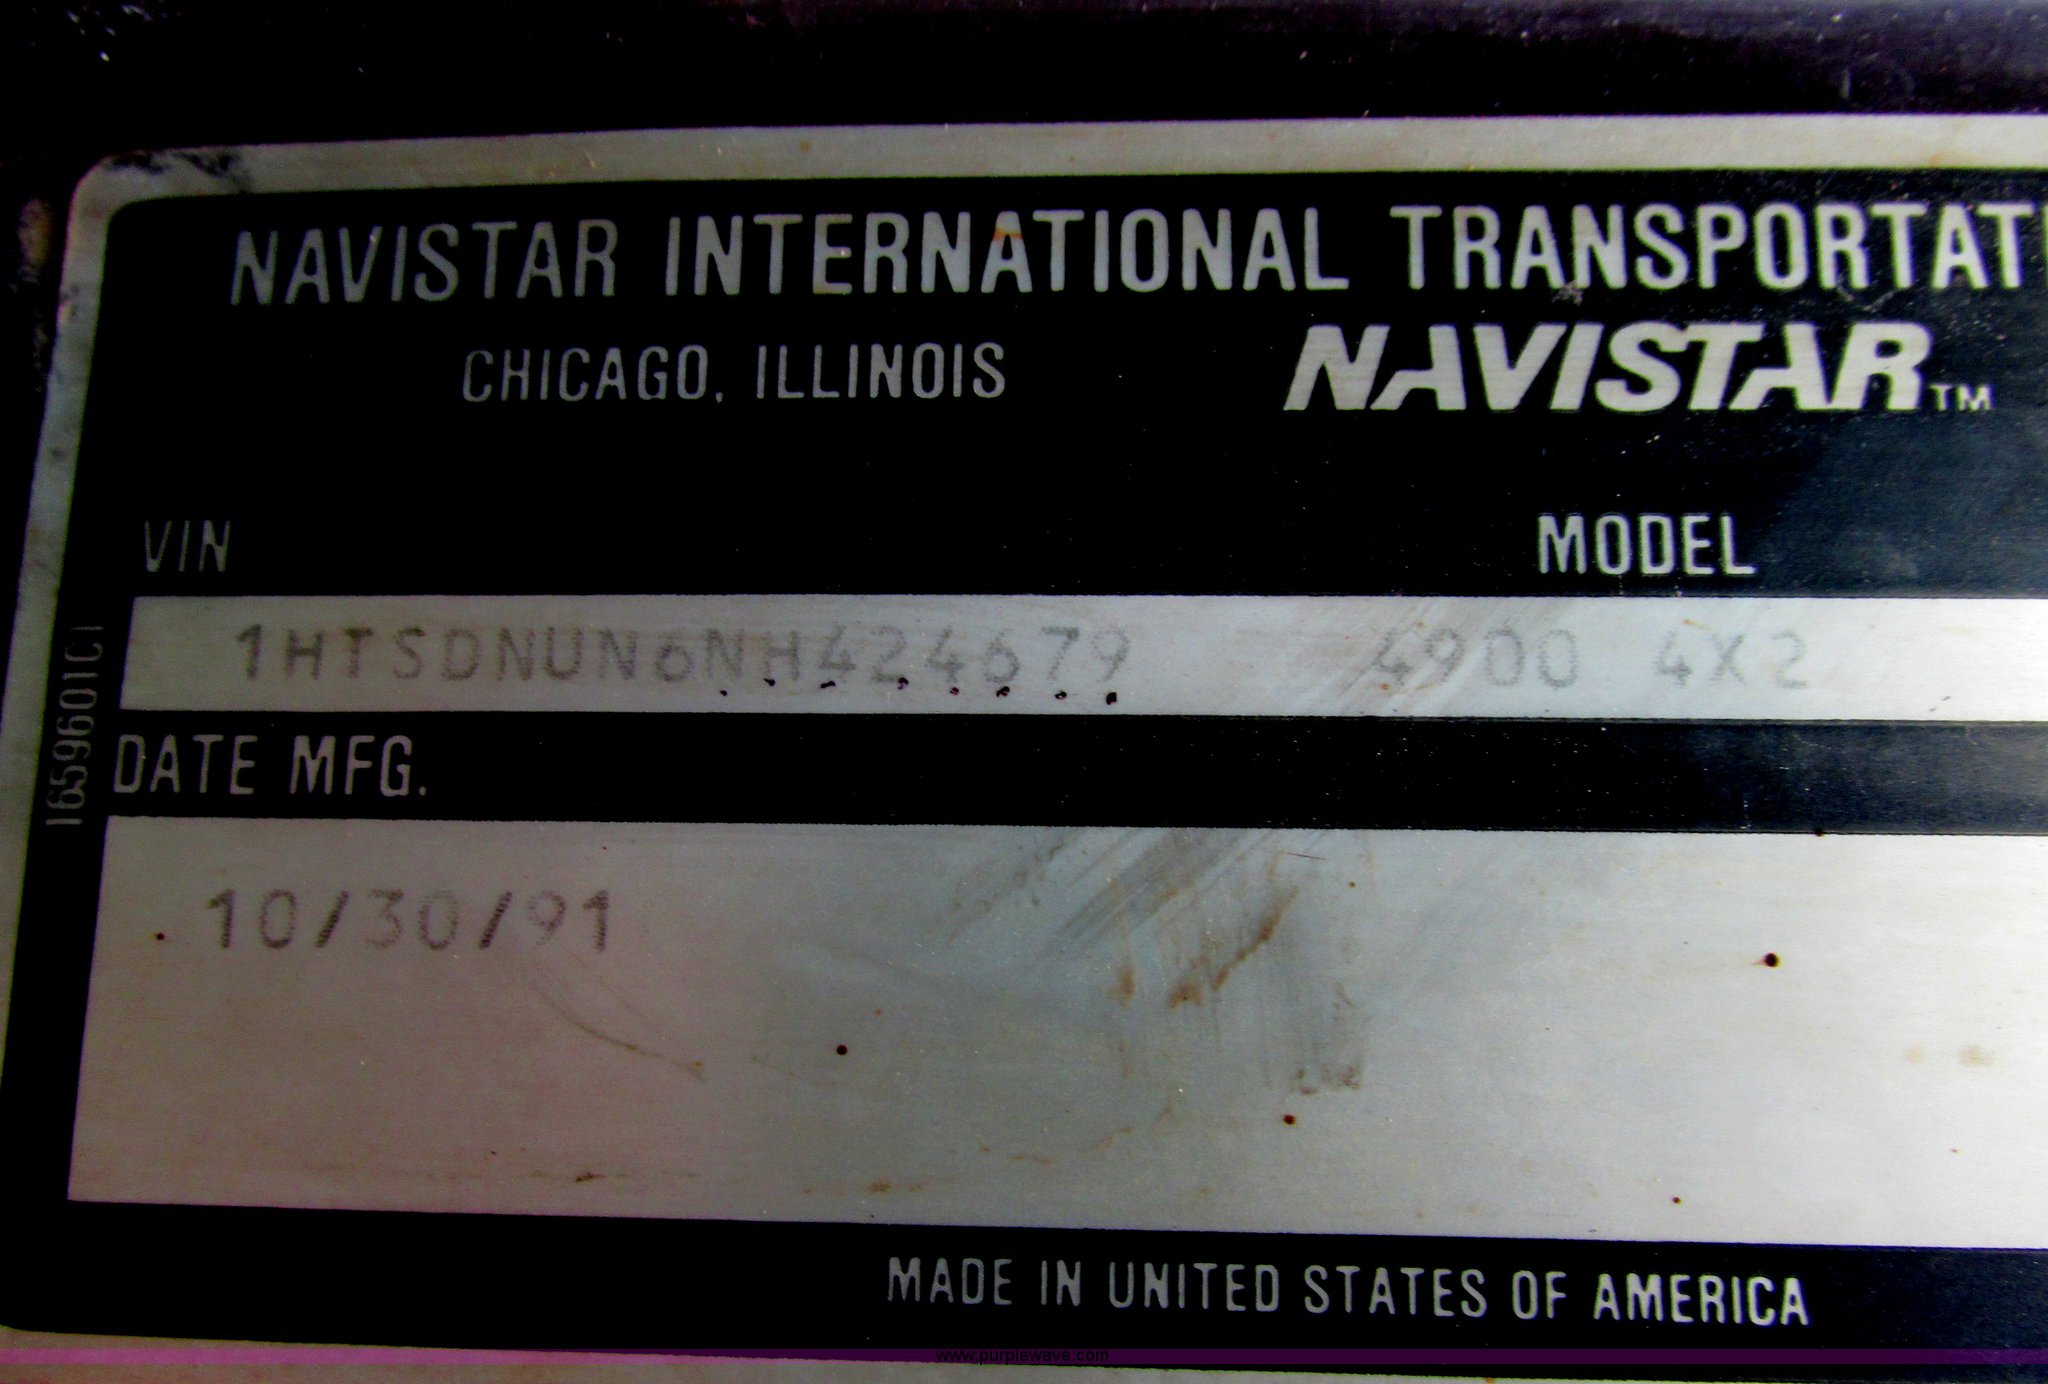 NAVISTAR INTERNATIONAL TRANSPORTATI
CHICAGO, ILLINOIS
NAVISTAR™
VIN MODEL
1HTSDNUN6NH424679 4900 4X2
1659601C1
DATE MFG.
10/30/91
MADE IN UNITED STATES OF AMERICA
www.purplewave.com